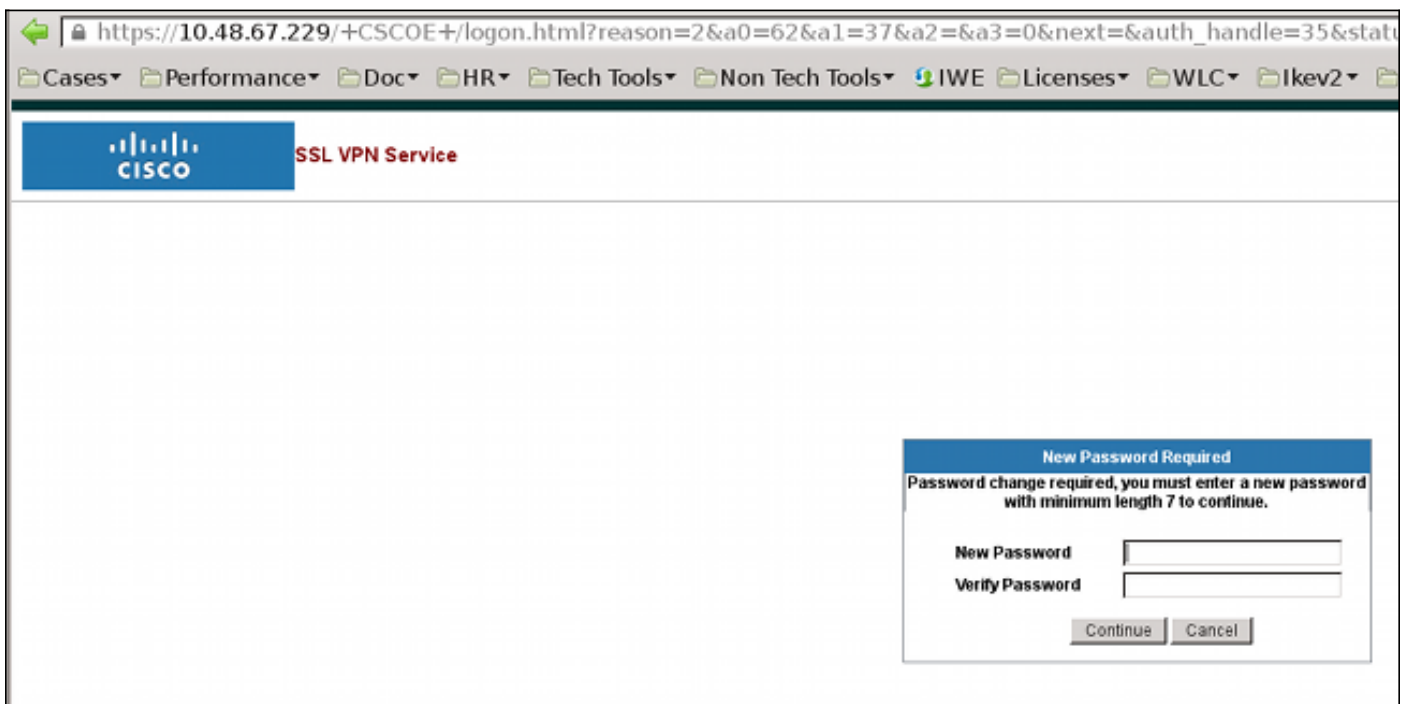 https://10.48.67.229/+CSCOE+/logon.html?reason=2&a0=62&a1=37&a2=&a3=0&next=&auth_handle=35&statu
Cases Performance Doc HR Tech Tools Non Tech Tools IWE Licenses WLC Ikev2
CISCO
SSL VPN Service
New Password Required
Password change required, you must enter a new password
with minimum length 7 to continue.
New Password
Verify Password
Continue Cancel